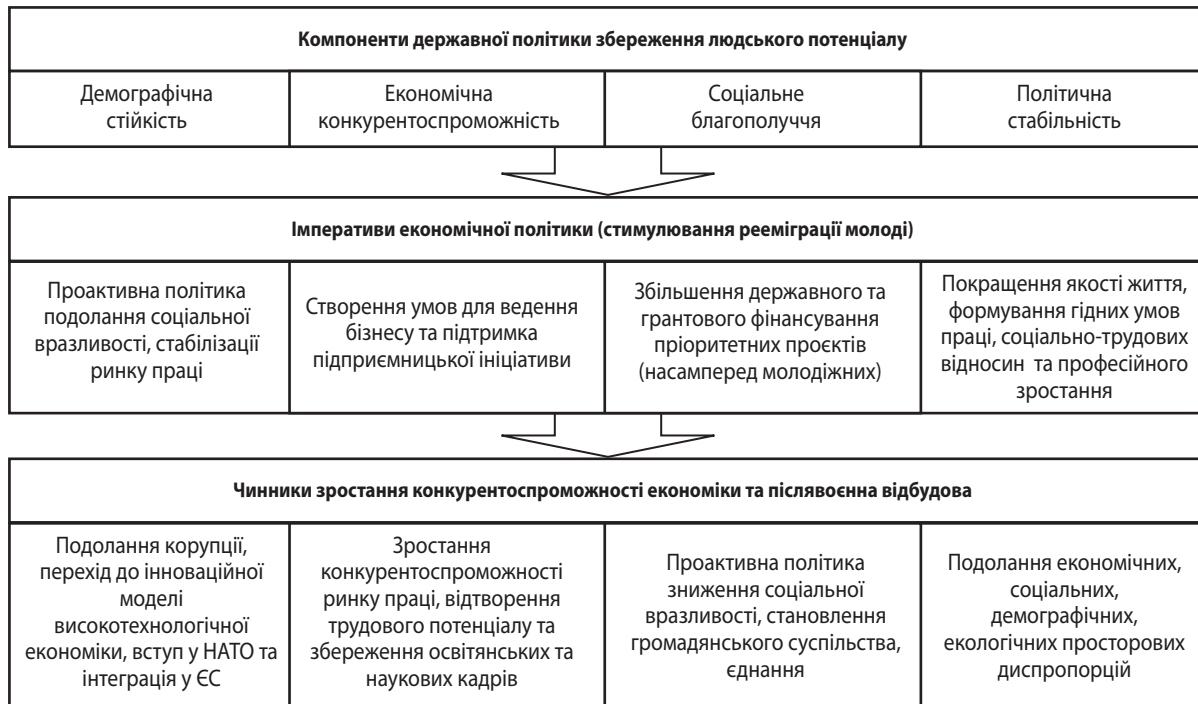 Компоненти державної політики збереження людського потенціалу
Демографічна
стійкість
Економічна
конкурентоспроможність
Соціальне
благополуччя
Політична
стабільність
Імперативи економічної політики (стимулювання рееміграції молоді)
Проактивна політика
подолання соціальної
вразливості, стабілізації
ринку праці
Створення умов для ведення
бізнесу та підтримка
підприємницької ініціативи
Збільшення державного та
грантового фінансування
пріоритетних проєктів
(насамперед молодіжних)
Покращення якості життя,
формування гідних умов
праці, соціально-трудових
відносин та професійного
зростання
Чинники зростання конкурентоспроможності економіки та післявоєнна відбудова
Подолання корупції,
перехід до інноваційної
моделі
високотехнологічної
економіки, вступ у НАТО та
інтеграція у ЄС
Зростання
конкурентоспроможності
ринку праці, відтворення
трудового потенціалу та
збереження освітянських та
наукових кадрів
Проактивна політика
зниження соціальної
вразливості, становлення
громадянського суспільства,
єднання
Подолання економічних,
соціальних,
демографічних,
екологічних просторових
диспропорцій